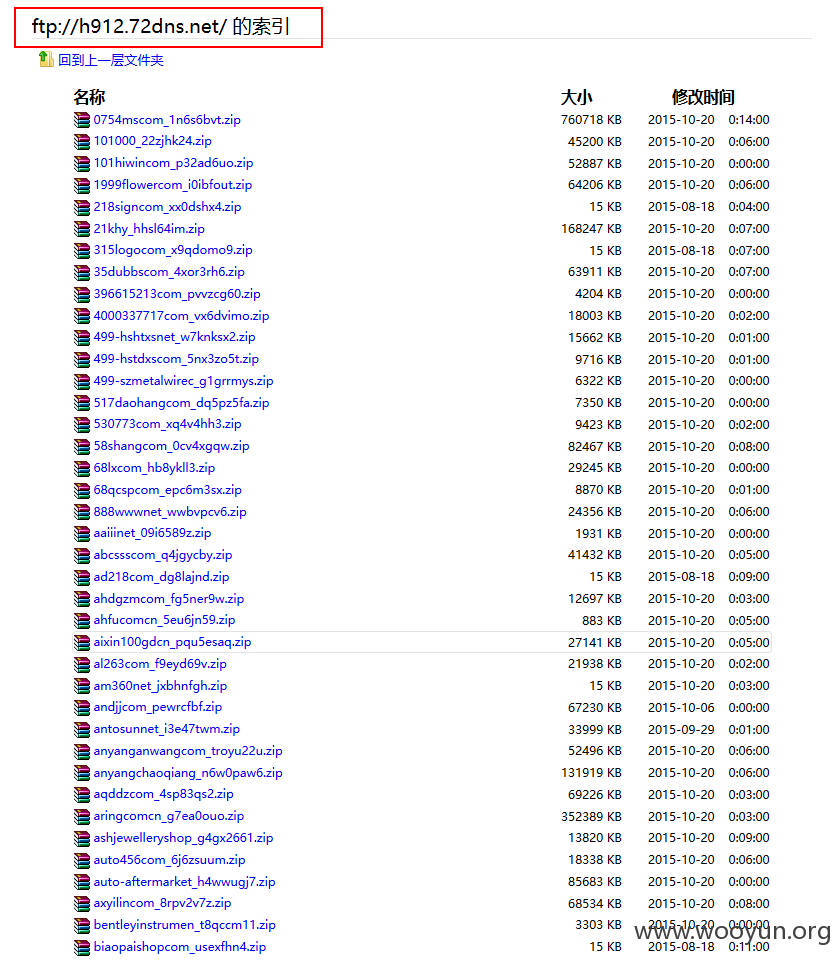 ftp://h912.72dns.net/ 的索引
回到上一层文件夹
名称 大小 修改时间
0754mscom_1n6s6bvt.zip 760718 KB 2015-10-20 0:14:00
101000_22zjhk24.zip 45200 KB 2015-10-20 0:06:00
101hiwincom_p32ad6uo.zip 52887 KB 2015-10-20 0:00:00
1999flowercom_i0ibfout.zip 64206 KB 2015-10-20 0:06:00
218signcom_xx0dshx4.zip 15 KB 2015-08-18 0:04:00
21khy_hhsl64im.zip 168247 KB 2015-10-20 0:07:00
315logocom_x9qdomo9.zip 15 KB 2015-08-18 0:07:00
35dubbscom_4xor3rh6.zip 63911 KB 2015-10-20 0:07:00
396615213com_pvvzcg60.zip 4204 KB 2015-10-20 0:00:00
4000337717com_vx6dvimo.zip 18003 KB 2015-10-20 0:02:00
499-hshtxsnet_w7knksx2.zip 15662 KB 2015-10-20 0:01:00
499-hstdxscom_5nx3zo5t.zip 9716 KB 2015-10-20 0:01:00
499-szmetalwirec_g1grrmys.zip 6322 KB 2015-10-20 0:00:00
517daohangcom_dq5pz5fa.zip 7350 KB 2015-10-20 0:00:00
530773com_xq4v4hh3.zip 9423 KB 2015-10-20 0:02:00
58shangcom_0cv4xgqw.zip 82467 KB 2015-10-20 0:08:00
68lxcom_hb8ykll3.zip 29245 KB 2015-10-20 0:00:00
68qcspcom_epc6m3sx.zip 8870 KB 2015-10-20 0:01:00
888wwwnet_wwbvpcv6.zip 24356 KB 2015-10-20 0:06:00
aaiiinet_09i6589z.zip 1931 KB 2015-10-20 0:00:00
abcssscom_q4jgycby.zip 41432 KB 2015-10-20 0:05:00
ad218com_dg8lajnd.zip 15 KB 2015-08-18 0:09:00
ahdgzmcom_fg5ner9w.zip 12697 KB 2015-10-20 0:03:00
ahfucomcn_5eu6jn59.zip 883 KB 2015-10-20 0:05:00
aixin100gdcn_pqu5esaq.zip 27141 KB 2015-10-20 0:05:00
al263com_f9eyd69v.zip 21938 KB 2015-10-20 0:02:00
am360net_jxbhnfgh.zip 15 KB 2015-10-20 0:03:00
andjjcom_pewrcfbf.zip 67230 KB 2015-10-06 0:00:00
antosunnet_i3e47twm.zip 33999 KB 2015-09-29 0:01:00
anyanganwangcom_troyu22u.zip 52496 KB 2015-10-20 0:06:00
anyangchaoqiang_n6w0paw6.zip 131919 KB 2015-10-20 0:06:00
aqddzcom_4sp83qs2.zip 69226 KB 2015-10-20 0:03:00
aringcomcn_g7ea0ouo.zip 352389 KB 2015-10-20 0:03:00
ashjewelleryshop_g4gx2661.zip 13820 KB 2015-10-20 0:09:00
auto456com_6j6zsuum.zip 18338 KB 2015-10-20 0:06:00
auto-aftermarket_h4wwugj7.zip 85683 KB 2015-10-20 0:00:00
axyilincom_8rpv2v7z.zip 68534 KB 2015-10-20 0:08:00
bentleyinstrumen_t8qccm11.zip 3303 KB 2015-10-20 0:00:00
www.wooyun.org
biaopaishopcom_usexfhn4.zip 15 KB 2015-08-18 0:11:00